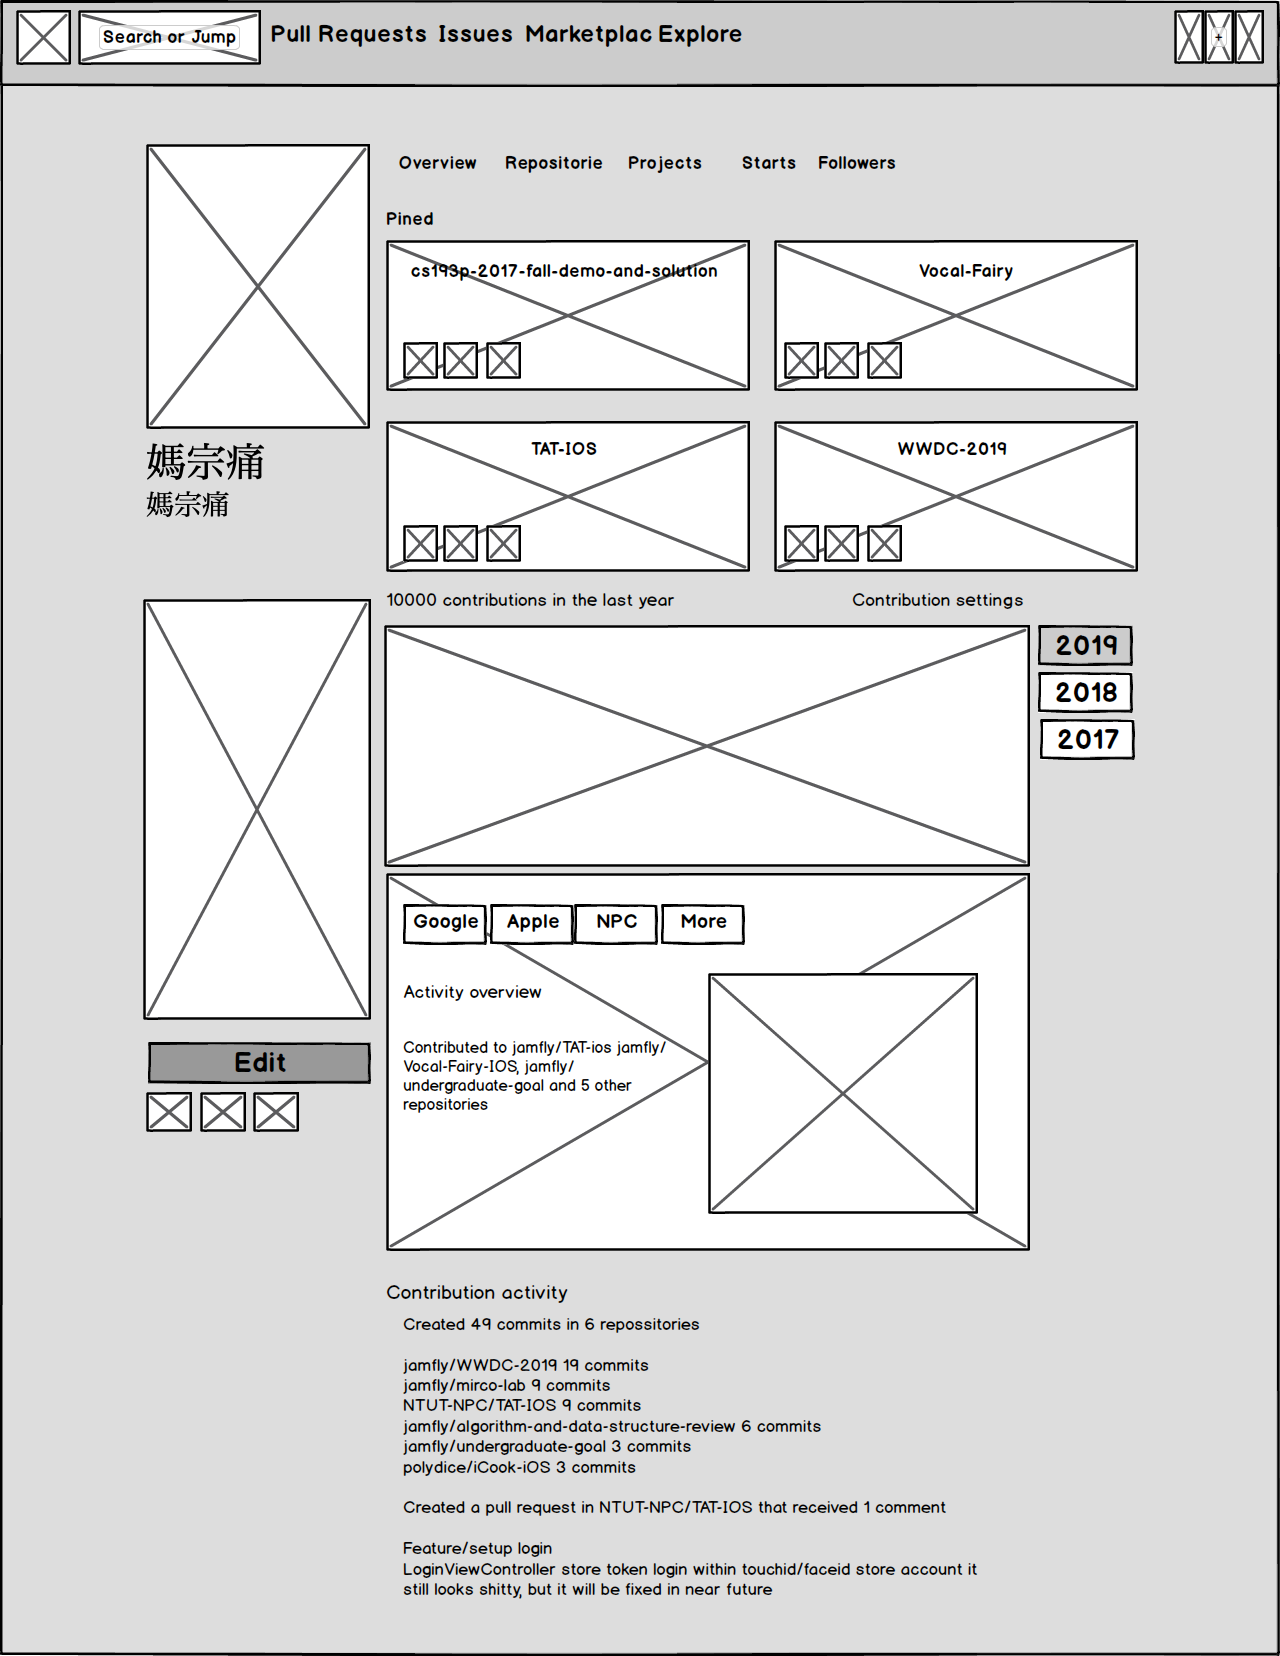 Search or Jump Pull Requests Issues Marketplac Explore +
Overview Repositorie Projects Starts Followers
Pined
cs193p-2017-fall-demo-and-solution Vocal-Fairy
TAT-IOS WWDC-2019
媽宗痛
媽宗痛
10000 contributions in the last year Contribution settings
2019
2018
2017
Google Apple NPC More
Activity overview
Contributed to jamfly/TAT-ios jamfly/
Vocal-Fairy-IOS, jamfly/
undergraduate-goal and 5 other
repositories
Edit
Contribution activity
Created 49 commits in 6 repossitories
jamfly/WWDC-2019 19 commits
jamfly/mirco-lab 9 commits
NTUT-NPC/TAT-IOS 9 commits
jamfly/algorithm-and-data-structure-review 6 commits
jamfly/undergraduate-goal 3 commits
polydice/iCook-iOS 3 commits
Created a pull request in NTUT-NPC/TAT-IOS that received 1 comment
Feature/setup login
LoginViewController store token login within touchid/faceid store account it
still looks shitty, but it will be fixed in near future